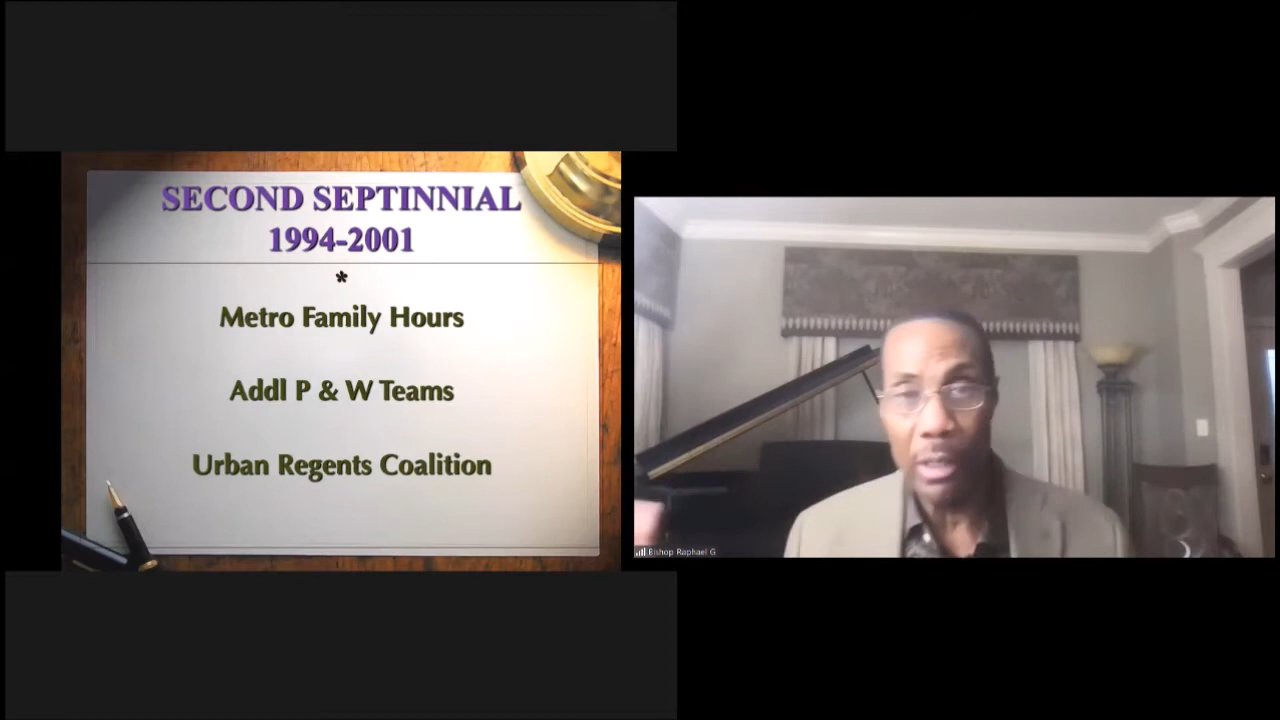 SECOND SEPTINNIAL
1994-2001
*
Metro Family Hours
Addl P & W Teams
Urban Regents Coalition
Bishop Raphael G